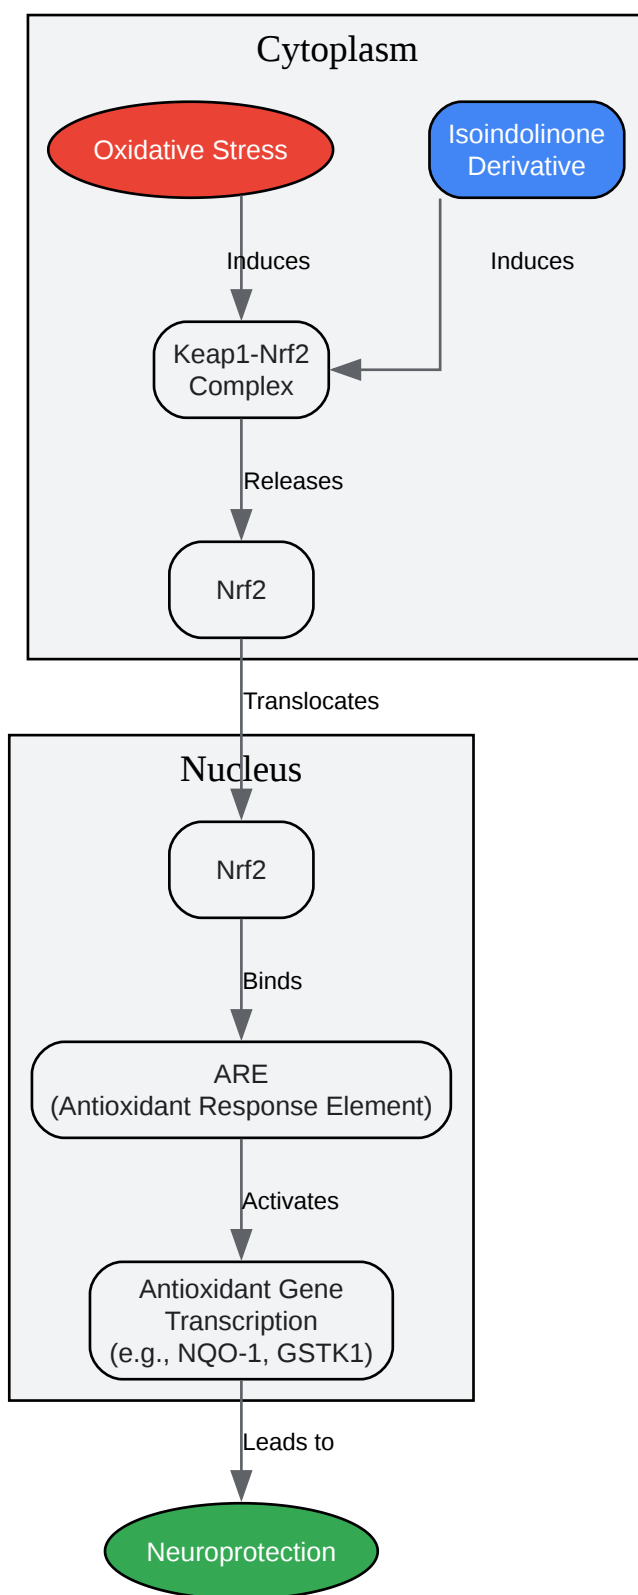 Cytoplasm
Oxidative Stress
Isoindolinone
Derivative
Induces
Induces
Keap1-Nrf2
Complex
Releases
Nrf2
Translocates
Nucleus
Nrf2
Binds
ARE
(Antioxidant Response Element)
Activates
Antioxidant Gene
Transcription
(e.g., NQO-1, GSTK1)
Leads to
Neuroprotection